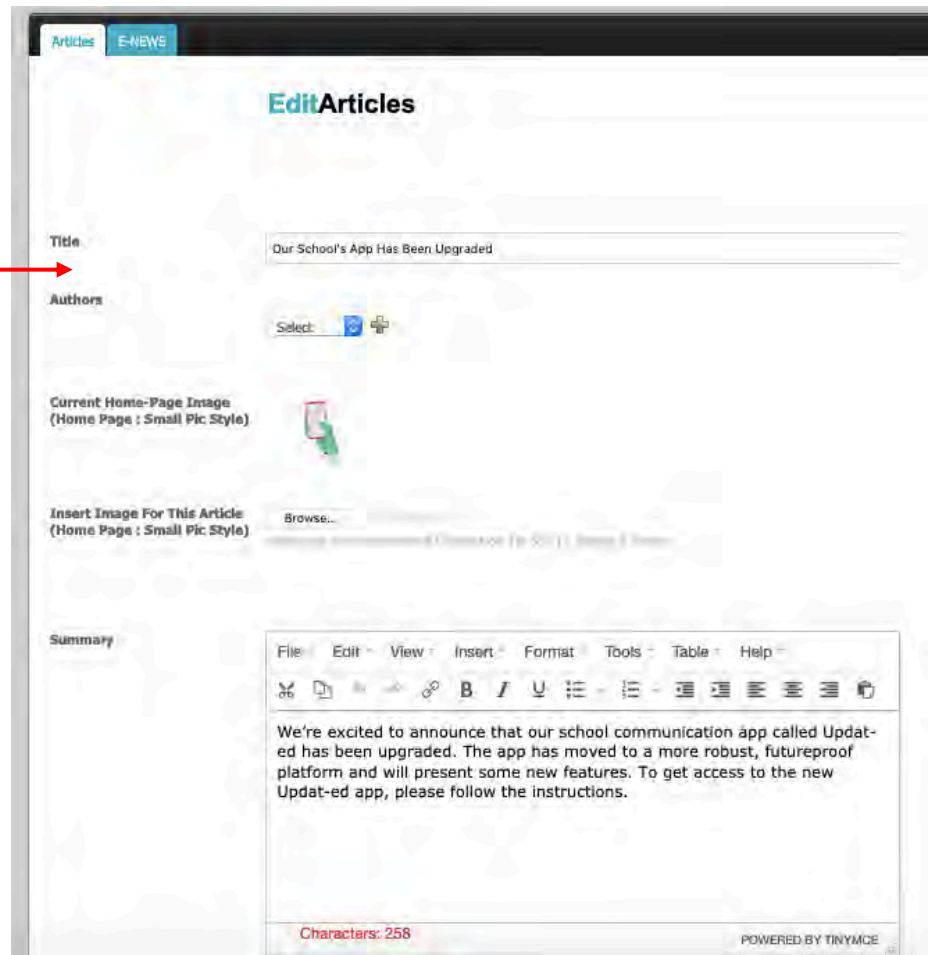 Articles E-NEWS
EditArticles
Title
Our School's App Has Been Upgraded
Authors
Select:
Current Home-Page Image
(Home Page : Small Pic Style)
Insert Image For This Article
(Home Page : Small Pic Style)
Browse...
Summary
File Edit View Insert Format Tools Table Help
B I U
We're excited to announce that our school communication app called Updat-
ed has been upgraded. The app has moved to a more robust, futureproof
platform and will present some new features. To get access to the new
Updat-ed app, please follow the instructions.
Characters: 258
POWERED BY TINYMCE